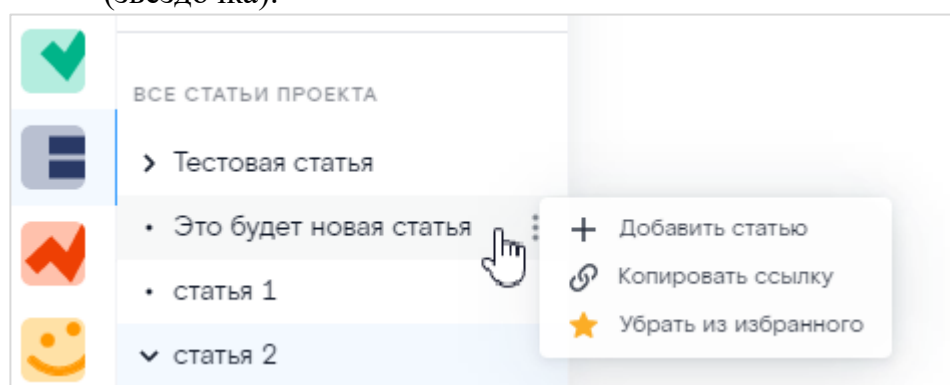 (звездочка).
ВСЕ СТАТЬИ ПРОЕКТА
Тестовая статья
Это будет новая статья
статья 1
статья 2
Добавить статью
Копировать ссылку
Убрать из избранного